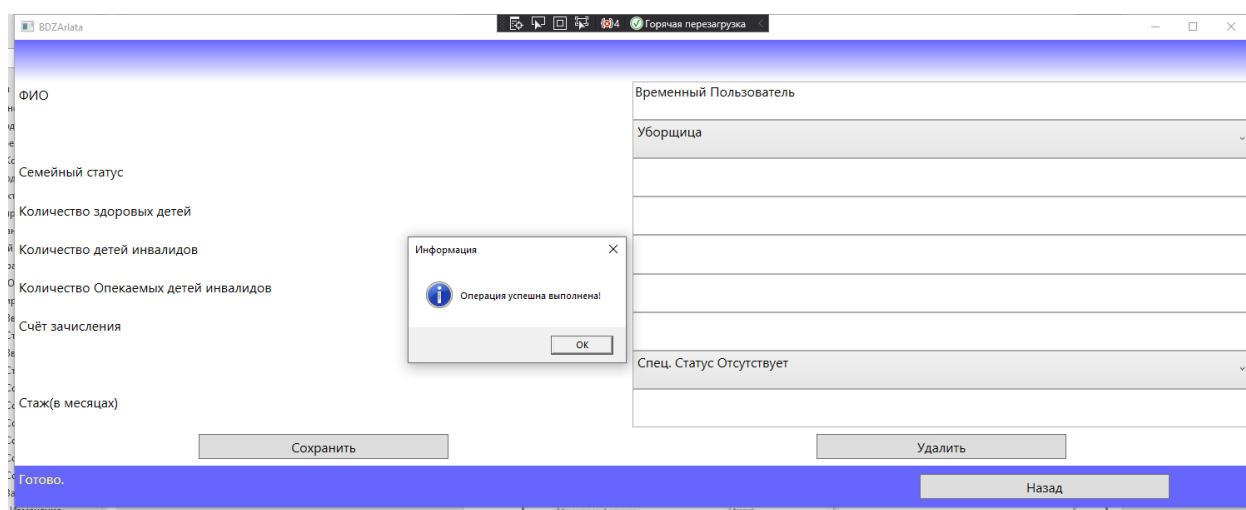 BDZArlata
4 Горячая перезагрузка
ФИО
Временный Пользователь
Уборщица
Семейный статус
Количество здоровых детей
Количество детей инвалидов
Количество Опекаемых детей инвалидов
Счёт зачисления
Спец. Статус Отсутствует
Стаж(в месяцах)
Информация
Операция успешна выполнена!
ОК
Сохранить
Удалить
Готово.
Назад